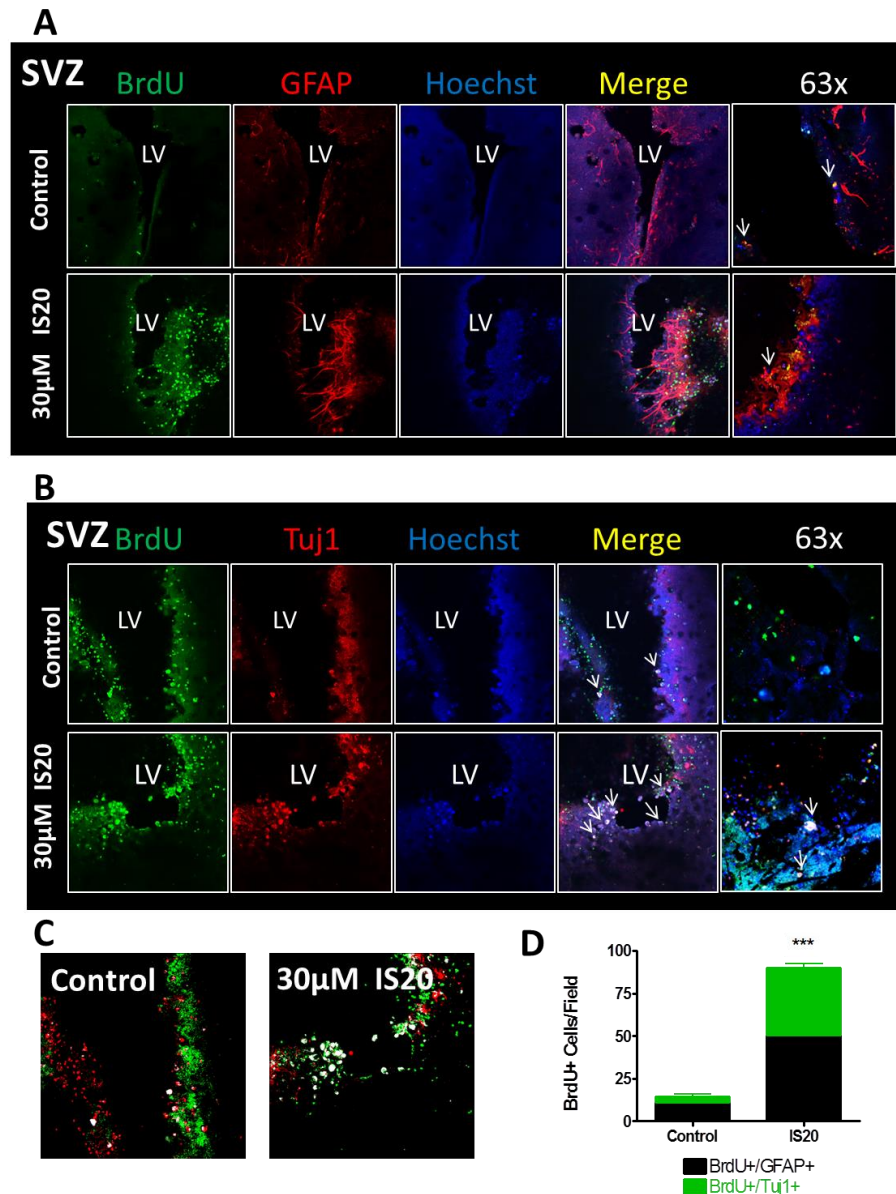 A
SVZ BrdU GFAP Hoechst Merge 63x
Control LV LV LV LV
30µM IS20 LV LV LV LV
B
SVZ BrdU Tuj1 Hoechst Merge 63x
Control LV LV LV LV
30µM IS20 LV LV LV LV
C
Control 30µM IS20
D
BrdU+ Cells/Field
100
75
50
25
0
***
Control IS20
BrdU+/GFAP+
BrdU+/Tuj1+